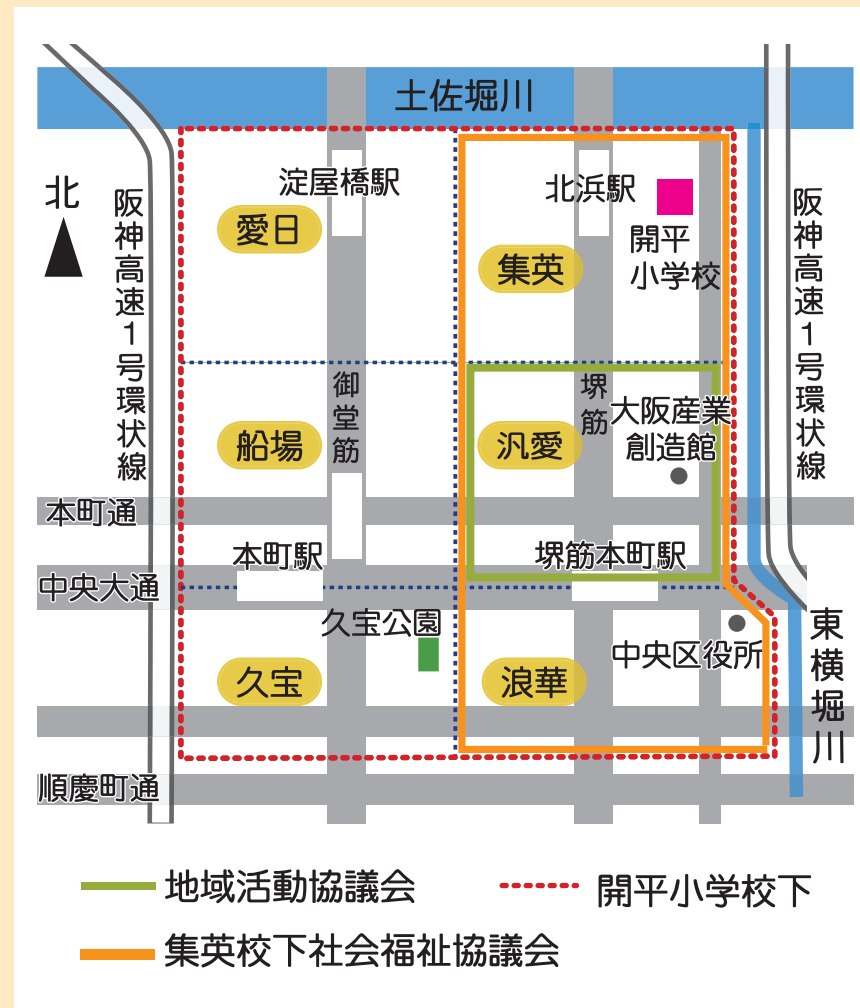 土佐堀川
北
淀屋橋駅
北浜駅
愛日
集英
開平
小学校
阪神高速1号環状線
阪神高速1号環状線
御堂筋
堺筋
大阪産業
創造館
船場
汎愛
本町通
本町駅
堺筋本町駅
中央大通
久宝公園
中央区役所
東横堀川
久宝
浪華
順慶町通
地域活動協議会
開平小学校下
集英校下社会福祉協議会